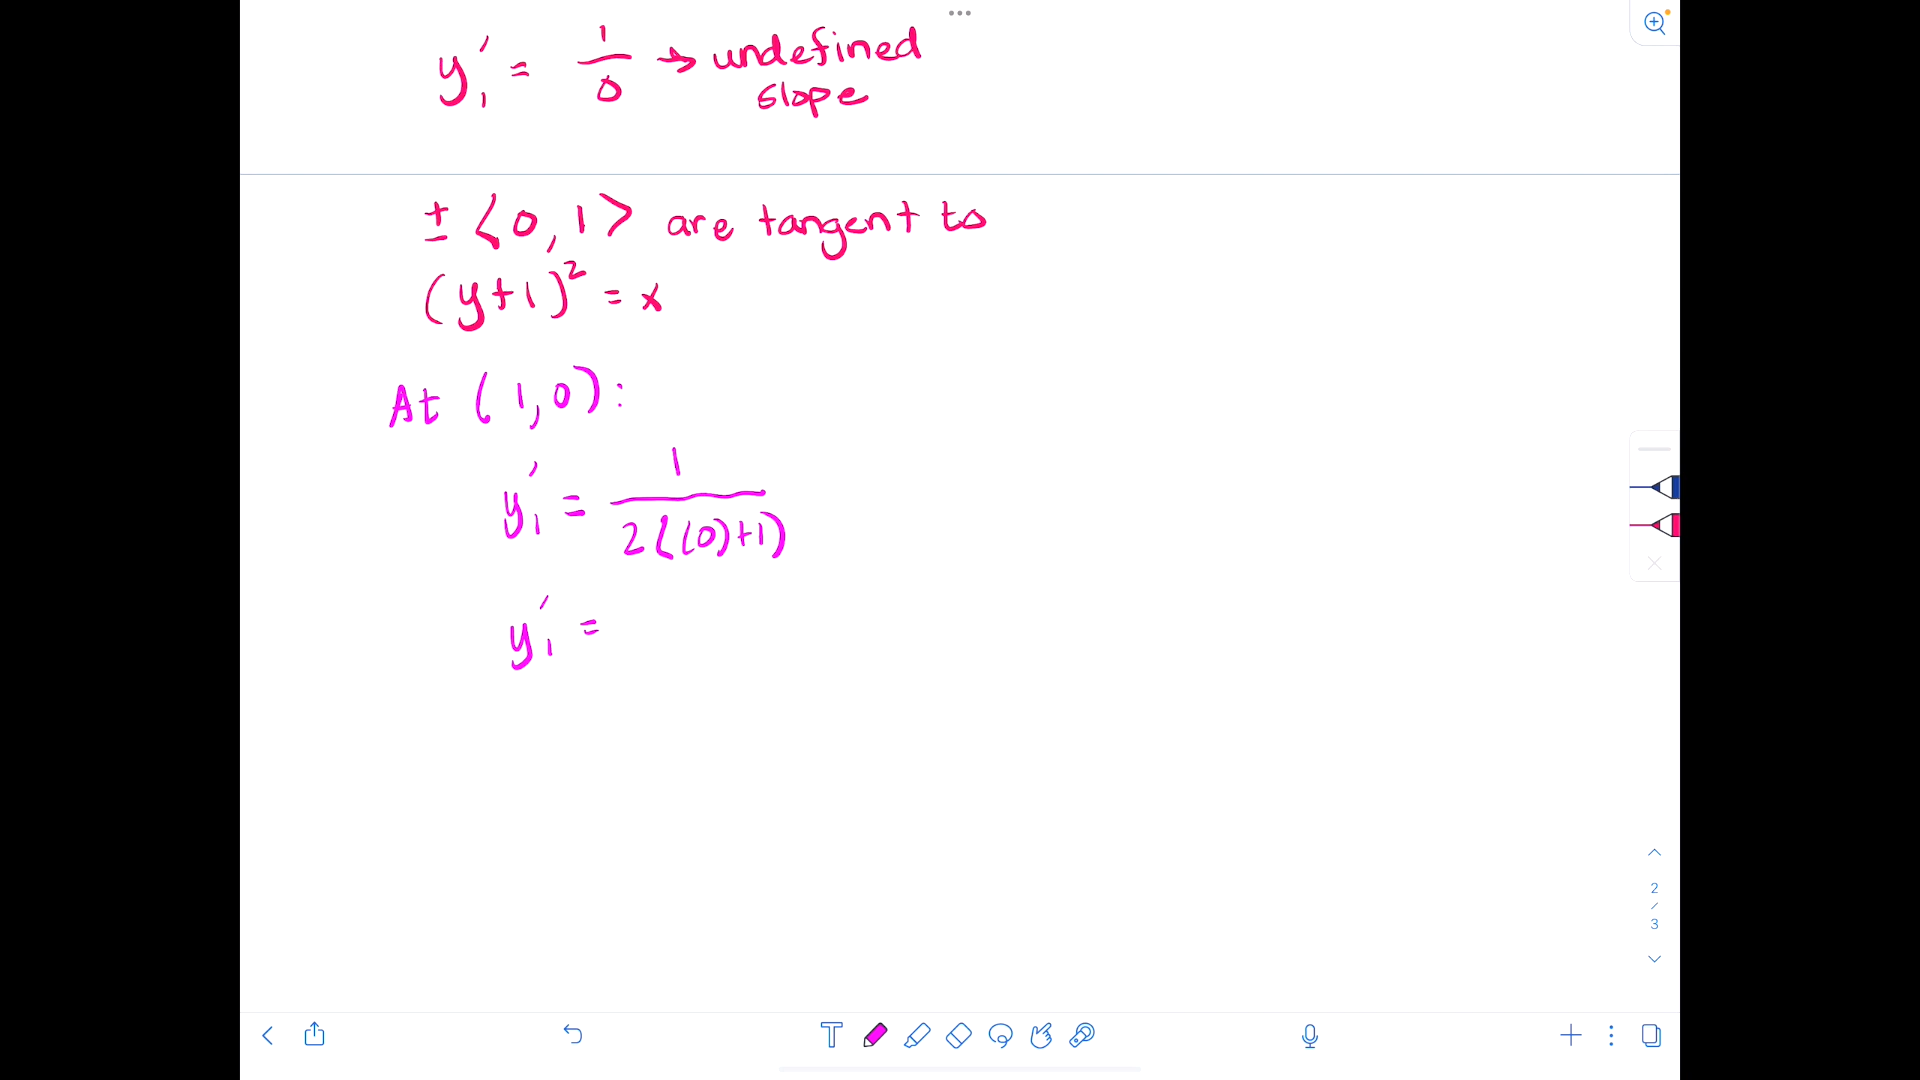 y₁′ = 1/0 → undefined
slope
± ⟨0, 1⟩ are tangent to
(y+1)² = x
At (1,0):
y₁′ = 1/(2((0)+1))
y₁′ =
2
/
3
T